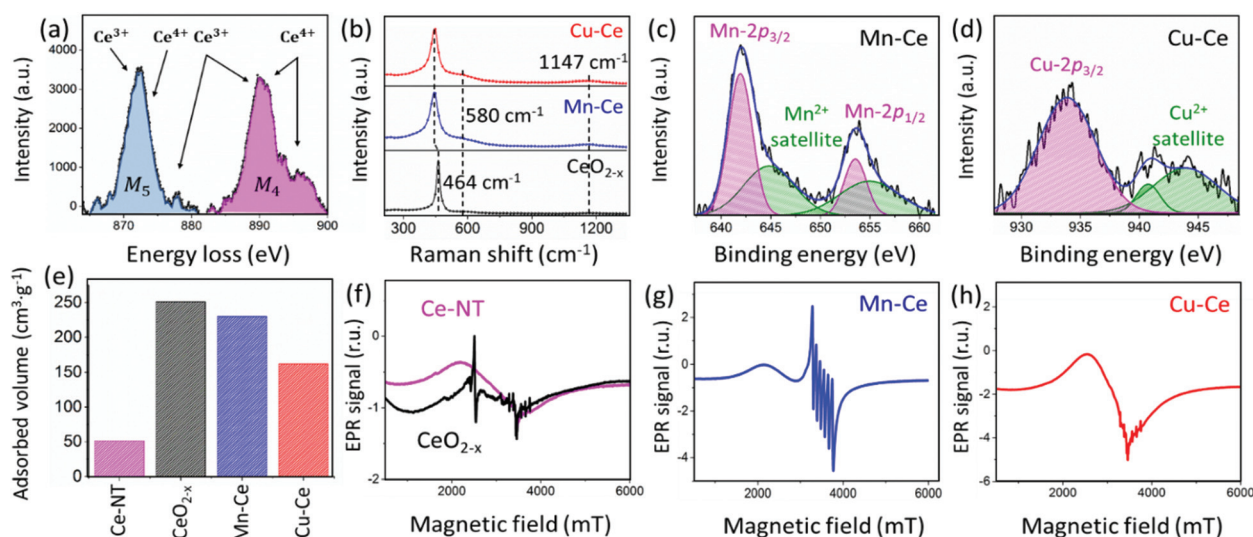 (a)
Ce³⁺
Ce⁴⁺
Ce³⁺
Ce⁴⁺
4000
3000
2000
1000
0
M₅
M₄
870
880
890
900
Intensity (a.u.)
Energy loss (eV)
(b)
Cu-Ce
1147 cm⁻¹
Mn-Ce
580 cm⁻¹
CeO₂₋ₓ
464 cm⁻¹
300
600
900
1200
Intensity (a.u.)
Raman shift (cm⁻¹)
(c)
Mn-2p₃/₂
Mn-Ce
Mn²⁺
satellite
Mn-2p₁/₂
640
645
650
655
660
Intensity (a.u.)
Binding energy (eV)
(d)
Cu-Ce
Cu-2p₃/₂
Cu²⁺
satellite
930
935
940
945
Intensity (a.u.)
Binding energy (eV)
(e)
250
200
150
100
50
0
Adsorbed volume (cm³·g⁻¹)
Ce-NT
CeO₂₋ₓ
Mn-Ce
Cu-Ce
(f)
Ce-NT
CeO₂₋ₓ
0
-1
-2
2000
4000
6000
EPR signal (r.u.)
Magnetic field (mT)
(g)
Mn-Ce
2
0
-2
-4
2000
4000
6000
EPR signal (r.u.)
Magnetic field (mT)
(h)
Cu-Ce
2
0
-2
-4
-6
2000
4000
6000
EPR signal (r.u.)
Magnetic field (mT)